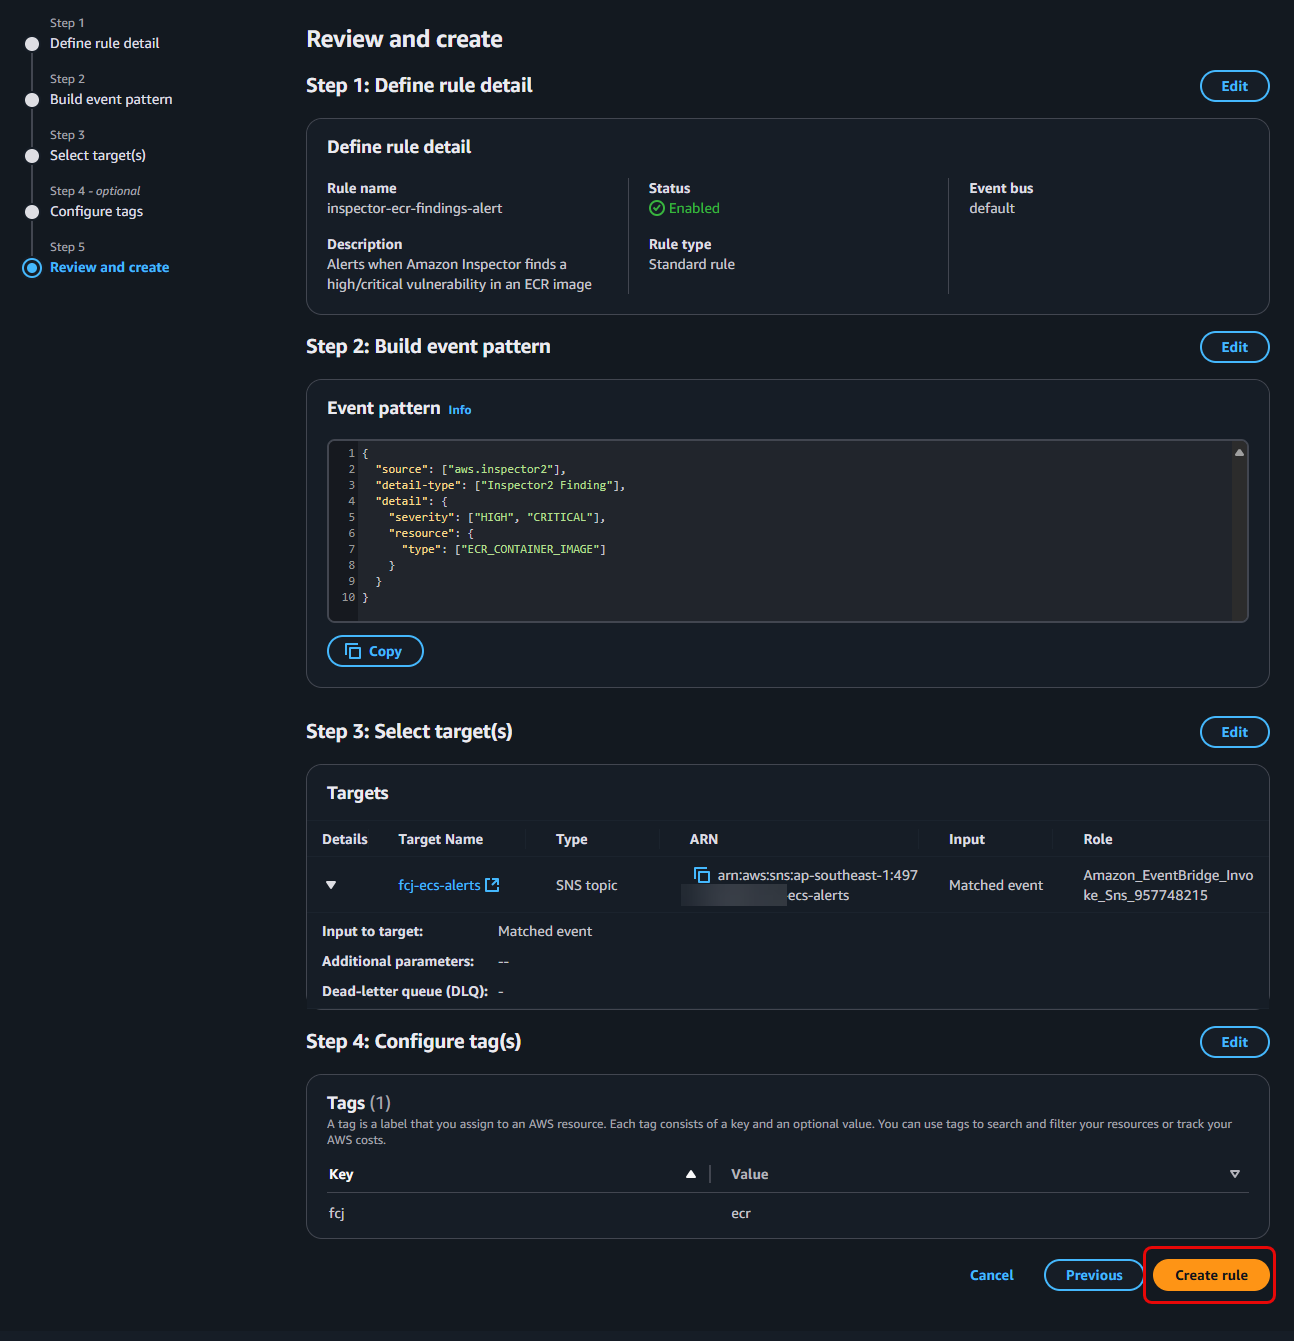 Step 1
Define rule detail
Step 2
Build event pattern
Step 3
Select target(s)
Step 4 - optional
Configure tags
Step 5
Review and create
Review and create
Step 1: Define rule detail
Edit
Define rule detail
Rule name
inspector-ecr-findings-alert
Description
Alerts when Amazon Inspector finds a
high/critical vulnerability in an ECR image
Status
Enabled
Rule type
Standard rule
Event bus
default
Step 2: Build event pattern
Edit
Event pattern Info
1 {
2 "source": ["aws.inspector2"],
3 "detail-type": ["Inspector2 Finding"],
4 "detail": {
5 "severity": ["HIGH", "CRITICAL"],
6 "resource": {
7 "type": ["ECR_CONTAINER_IMAGE"]
8 }
9 }
10 }
Copy
Step 3: Select target(s)
Edit
Targets
Details Target Name Type ARN Input Role
fcj-ecs-alerts SNS topic arn:aws:sns:ap-southeast-1:497
-ecs-alerts Matched event Amazon_EventBridge_Invo
ke_Sns_957748215
Input to target: Matched event
Additional parameters: --
Dead-letter queue (DLQ): -
Step 4: Configure tag(s)
Edit
Tags (1)
A tag is a label that you assign to an AWS resource. Each tag consists of a key and an optional value. You can use tags to search and filter your resources or track your
AWS costs.
Key Value
fcj ecr
Cancel Previous Create rule